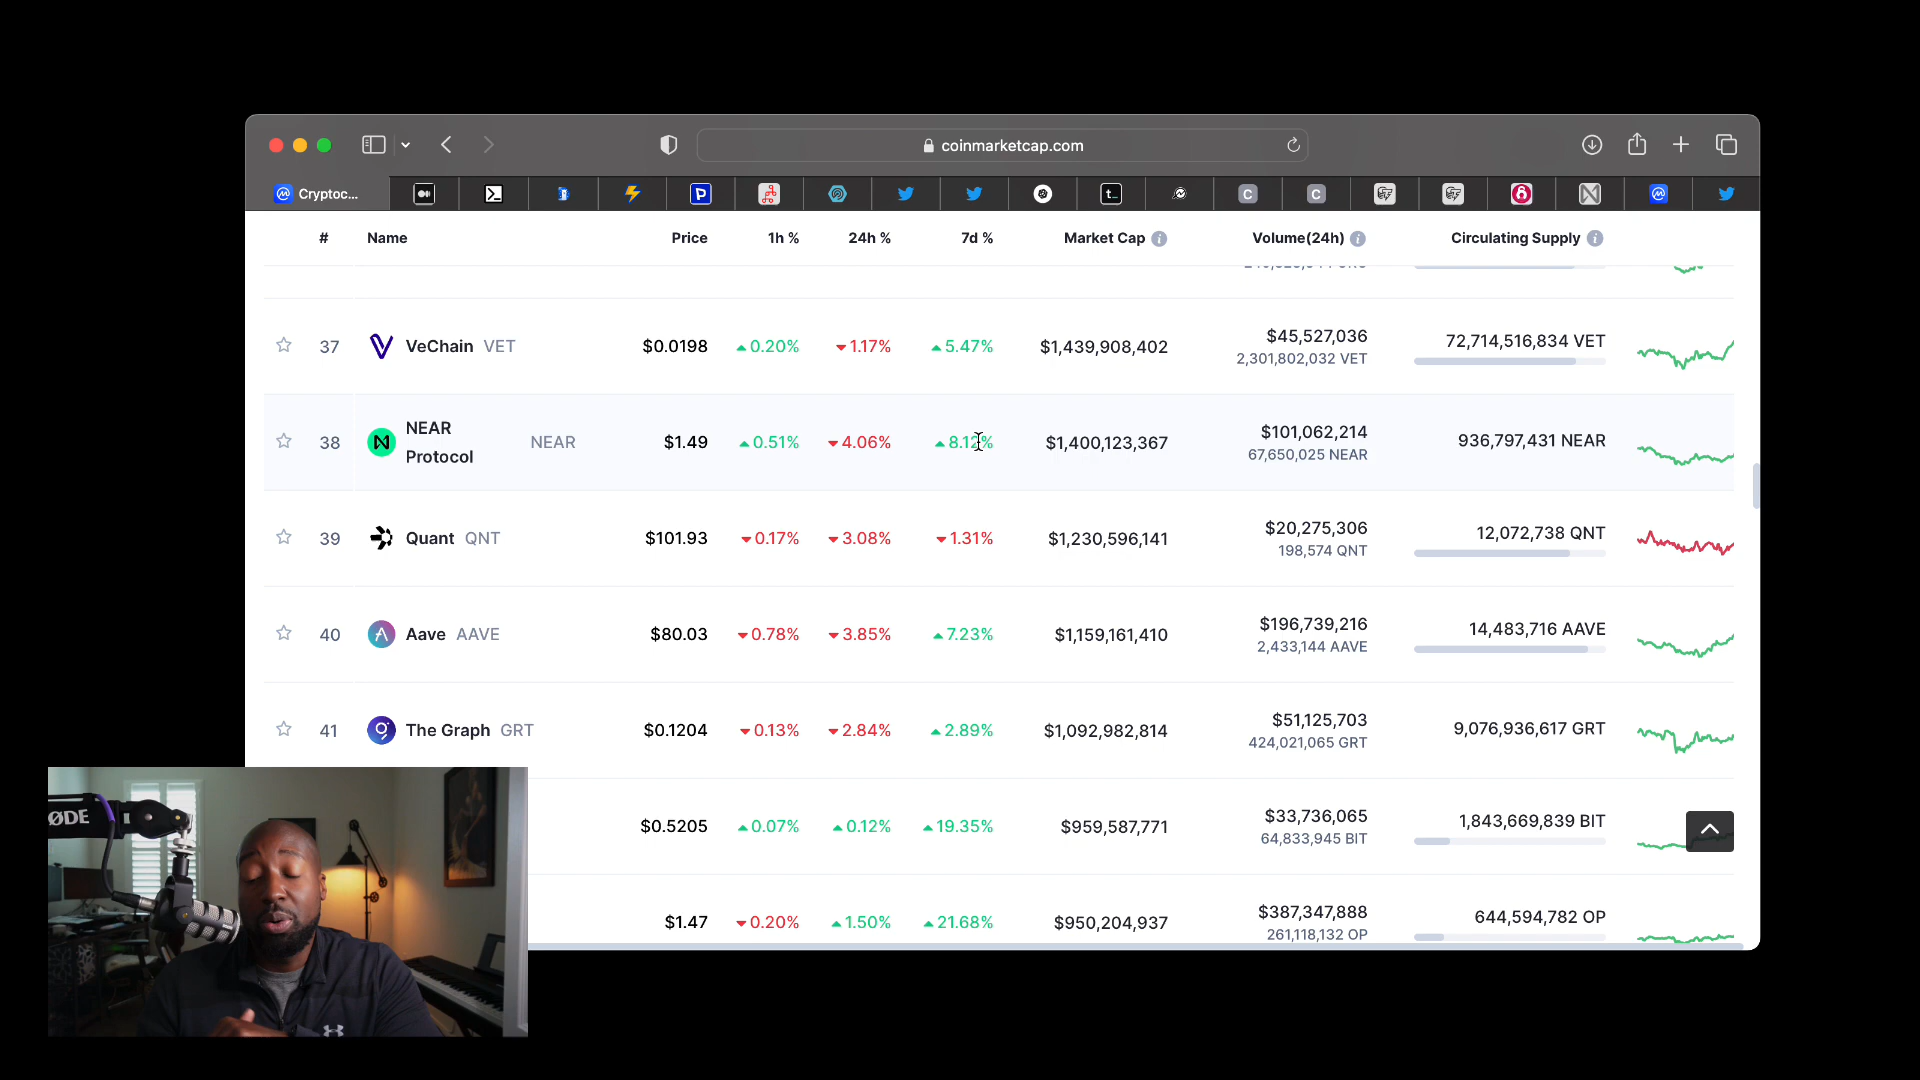 coinmarketcap.com
Cryptoc...
# Name Price 1h % 24h % 7d % Market Cap Volume(24h) Circulating Supply
37 VeChain VET $0.0198 0.20% 1.17% 5.47% $1,439,908,402 $45,527,036 72,714,516,834 VET
2,301,802,032 VET
38 NEAR Protocol NEAR $1.49 0.51% 4.06% 8.12% $1,400,123,367 $101,062,214 936,797,431 NEAR
67,650,025 NEAR
39 Quant QNT $101.93 0.17% 3.08% 1.31% $1,230,596,141 $20,275,306 12,072,738 QNT
198,574 QNT
40 Aave AAVE $80.03 0.78% 3.85% 7.23% $1,159,161,410 $196,739,216 14,483,716 AAVE
2,433,144 AAVE
41 The Graph GRT $0.1204 0.13% 2.84% 2.89% $1,092,982,814 $51,125,703 9,076,936,617 GRT
424,021,065 GRT
$0.5205 0.07% 0.12% 19.35% $959,587,771 $33,736,065 1,843,669,839 BIT
64,833,945 BIT
$1.47 0.20% 1.50% 21.68% $950,204,937 $387,347,888 644,594,782 OP
261,118,132 OP
RØDE